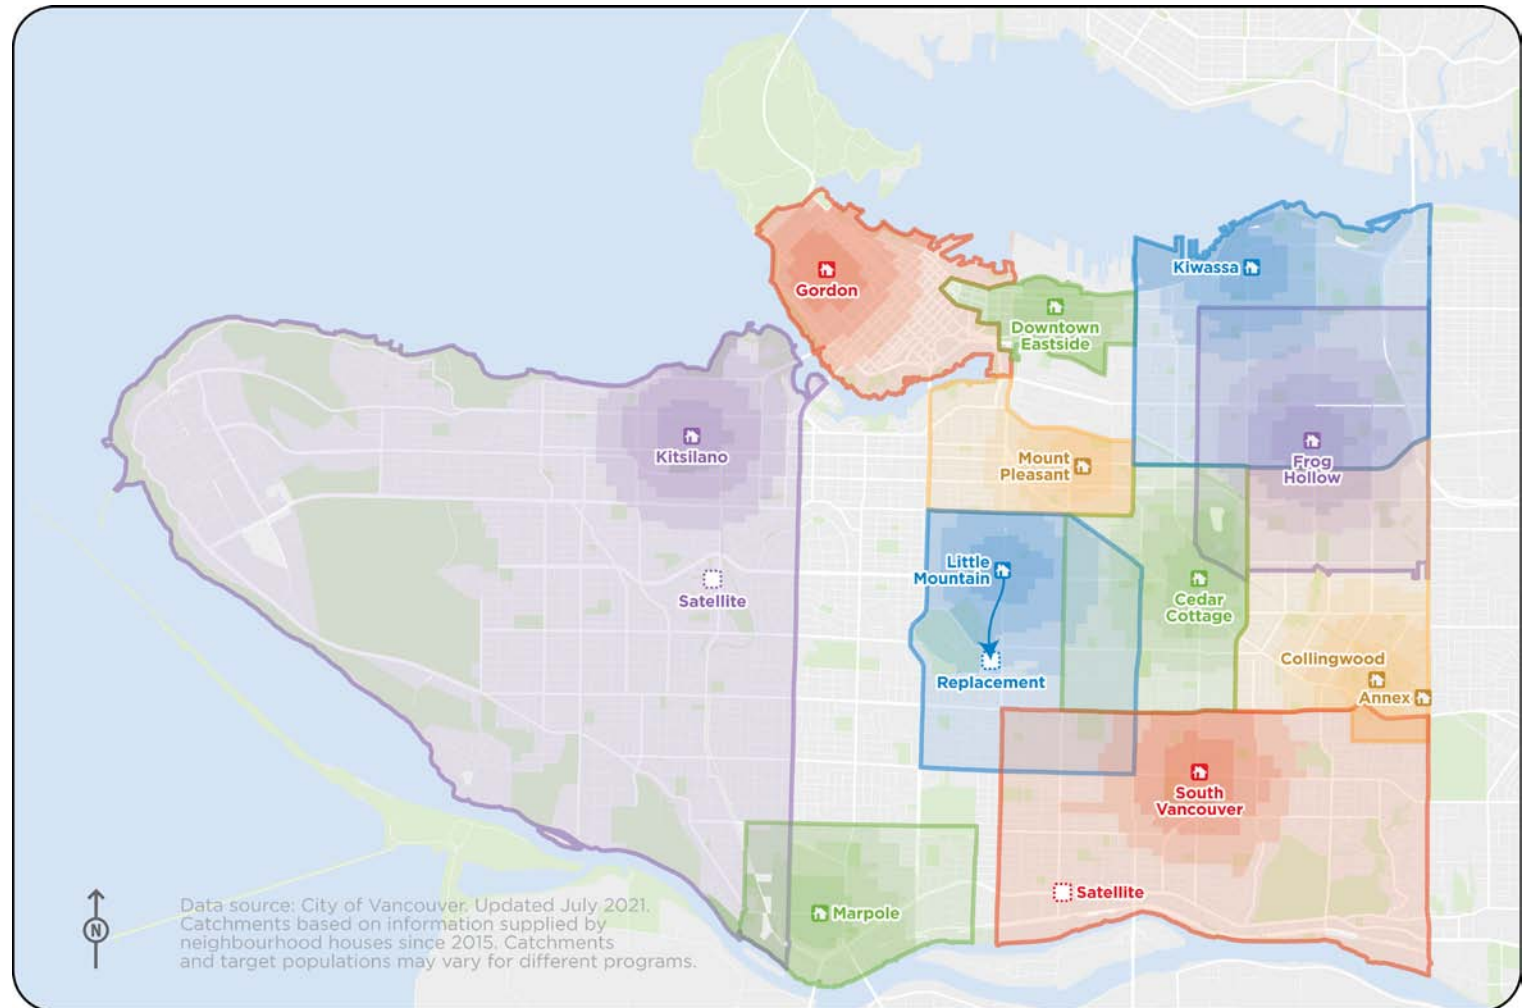 Gordon
Kiwassa
Downtown
Eastside
Kitsilano
Mount
Pleasant
Frog
Hollow
Little
Mountain
Satellite
Cedar
Cottage
Replacement
Collingwood
Annex
South
Vancouver
Satellite
Marpole
N
Data source: City of Vancouver. Updated July 2021.
Catchments based on information supplied by
neighbourhood houses since 2015. Catchments
and target populations may vary for different programs.